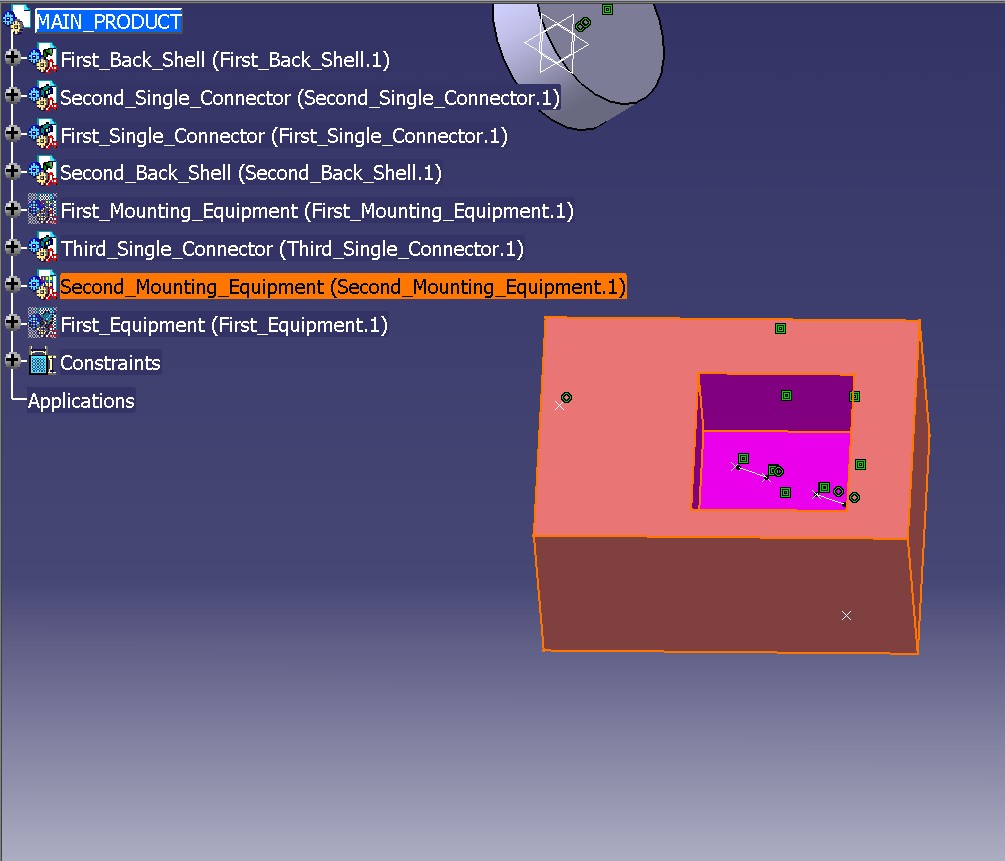 MAIN_PRODUCT
First_Back_Shell (First_Back_Shell.1)
Second_Single_Connector (Second_Single_Connector.1)
First_Single_Connector (First_Single_Connector.1)
Second_Back_Shell (Second_Back_Shell.1)
First_Mounting_Equipment (First_Mounting_Equipment.1)
Third_Single_Connector (Third_Single_Connector.1)
Second_Mounting_Equipment (Second_Mounting_Equipment.1)
First_Equipment (First_Equipment.1)
Constraints
Applications